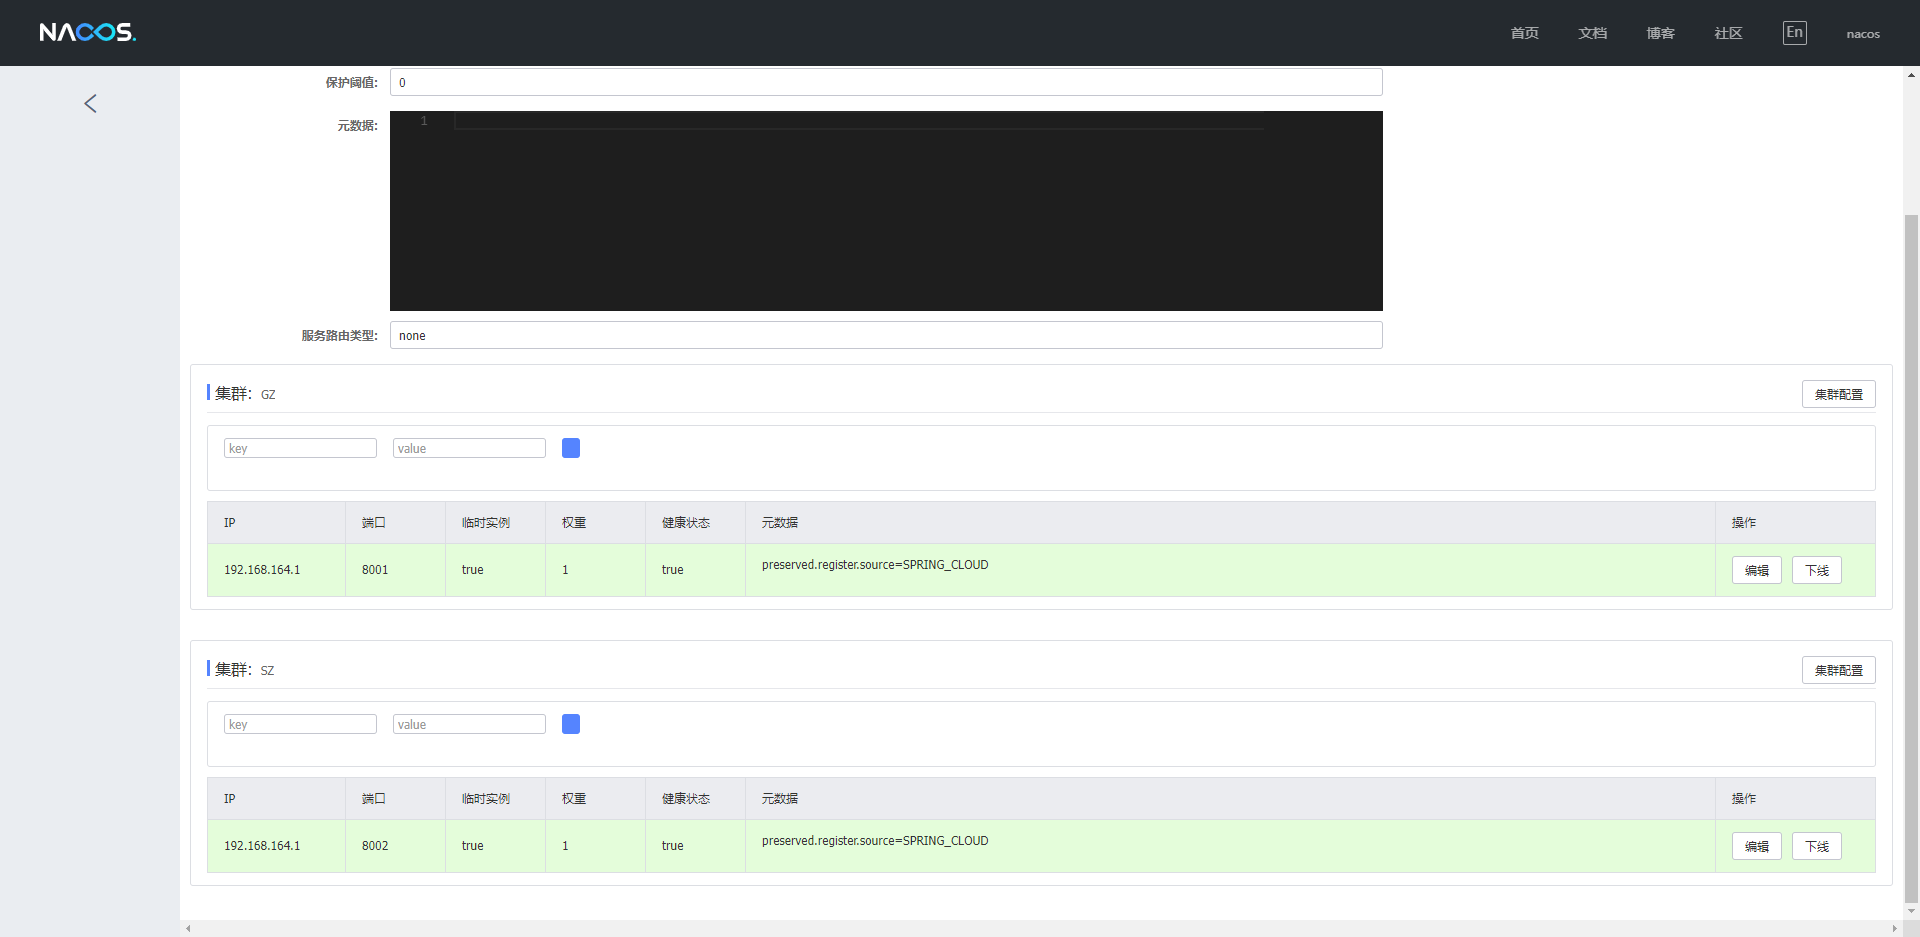 NACOS.
首页 文档 博客 社区 En nacos
保护阈值: 0
元数据: 1
服务路由类型: none
集群: GZ 集群配置
key value
IP 端口 临时实例 权重 健康状态 元数据 操作
192.168.164.1 8001 true 1 true preserved.register.source=SPRING_CLOUD 编辑 下线
集群: SZ 集群配置
key value
IP 端口 临时实例 权重 健康状态 元数据 操作
192.168.164.1 8002 true 1 true preserved.register.source=SPRING_CLOUD 编辑 下线